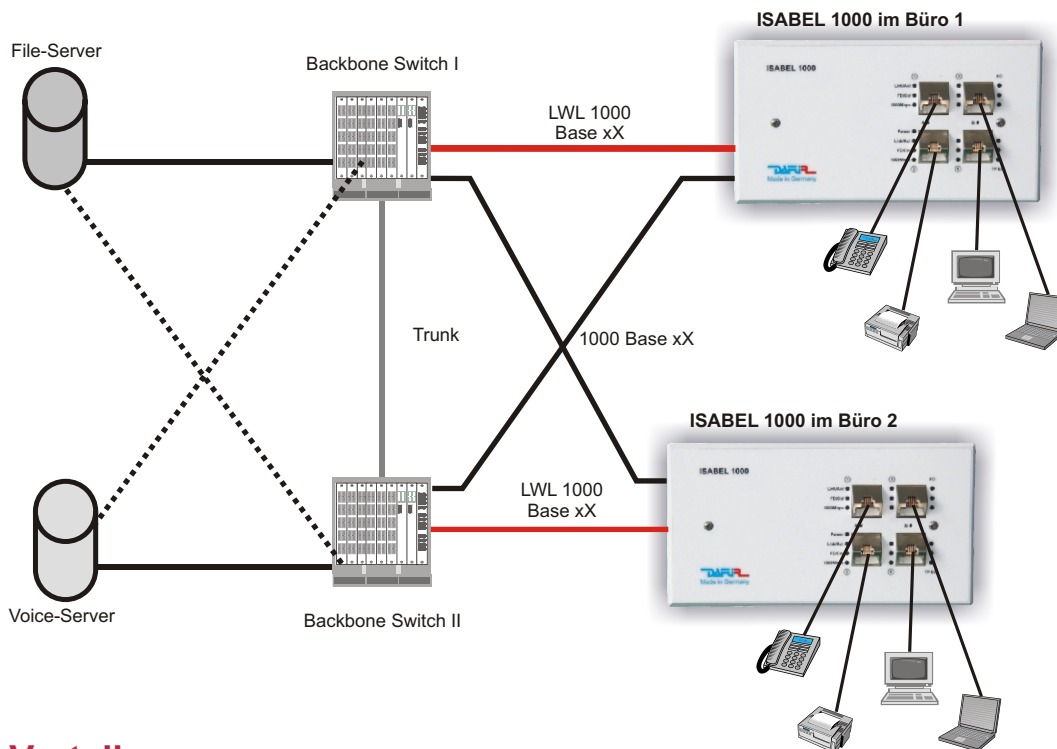 ISABEL 1000 im Büro 1
File-Server
Backbone Switch I
ISABEL 1000
LWL 1000
Base xX
Made in Germany
Trunk
1000 Base xX
ISABEL 1000 im Büro 2
ISABEL 1000
LWL 1000
Base xX
Made in Germany
Voice-Server
Backbone Switch II